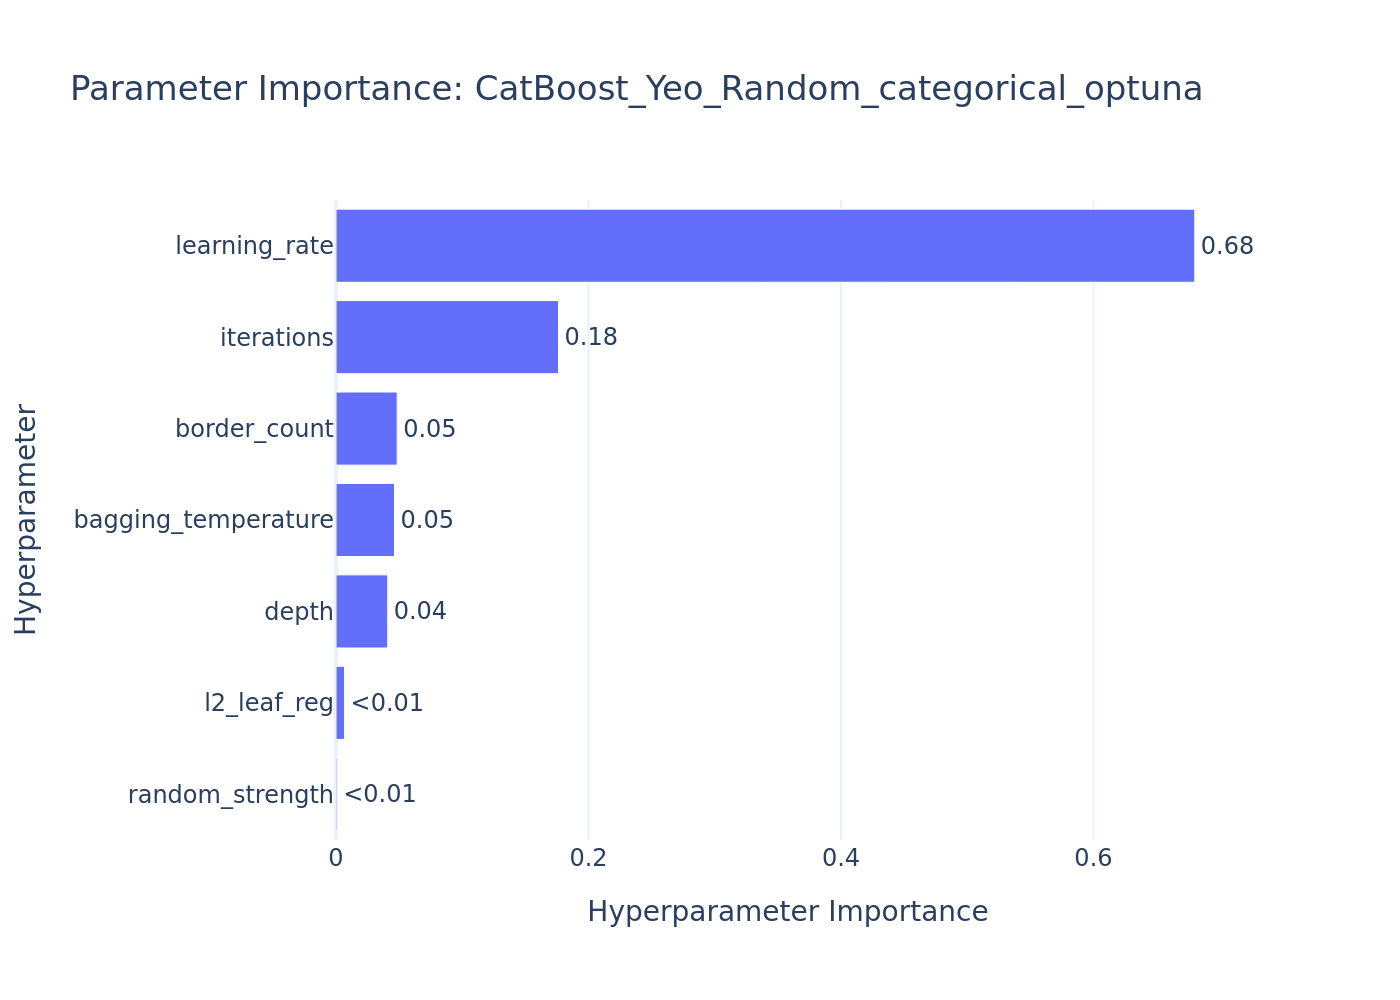 Parameter Importance: CatBoost_Yeo_Random_categorical_optuna
Hyperparameter
learning_rate 0.68
iterations 0.18
border_count 0.05
bagging_temperature 0.05
depth 0.04
l2_leaf_reg <0.01
random_strength <0.01
0 0.2 0.4 0.6
Hyperparameter Importance